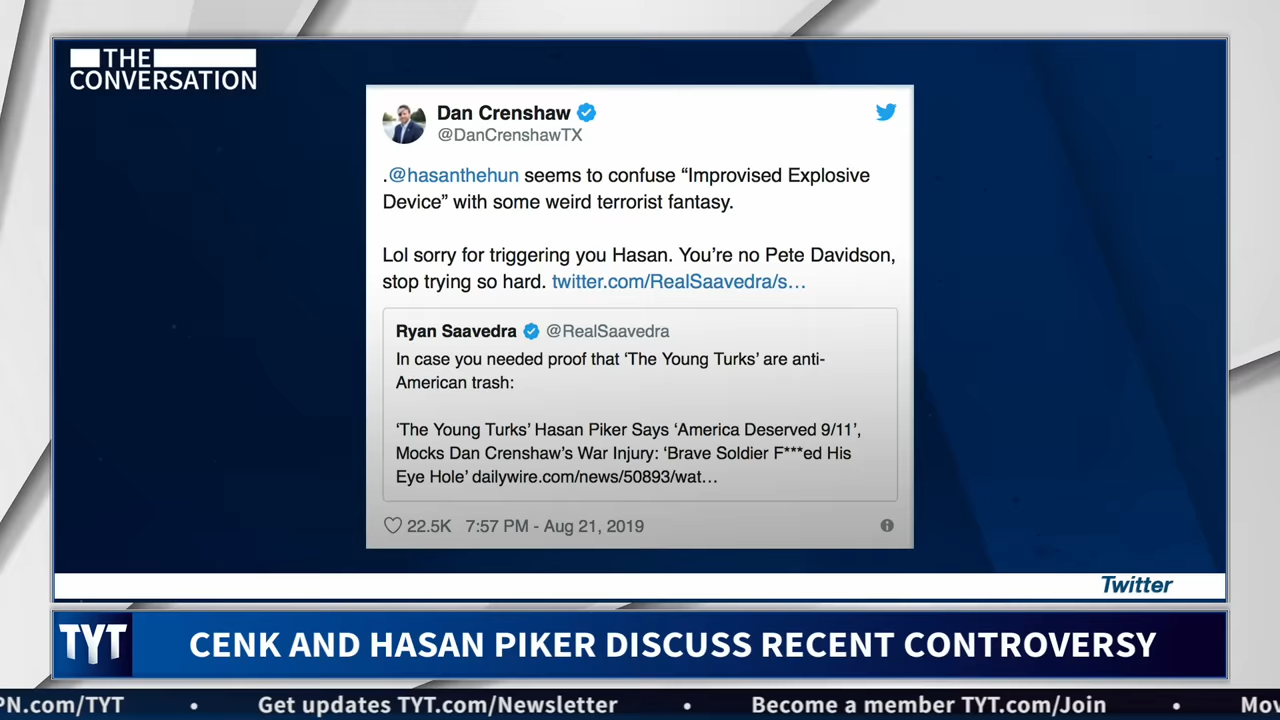 THE
CONVERSATION
Dan Crenshaw
@DanCrenshawTX
.@hasanthehun seems to confuse “Improvised Explosive
Device” with some weird terrorist fantasy.
Lol sorry for triggering you Hasan. You’re no Pete Davidson,
stop trying so hard. twitter.com/RealSaavedra/s…
Ryan Saavedra @RealSaavedra
In case you needed proof that ‘The Young Turks’ are anti-
American trash:
‘The Young Turks’ Hasan Piker Says ‘America Deserved 9/11’,
Mocks Dan Crenshaw’s War Injury: ‘Brave Soldier F***ed His
Eye Hole’ dailywire.com/news/50893/wat…
22.5K 7:57 PM - Aug 21, 2019
Twitter
TYT CENK AND HASAN PIKER DISCUSS RECENT CONTROVERSY
PN.com/TYT • Get updates TYT.com/Newsletter • Become a member TYT.com/Join • Mov